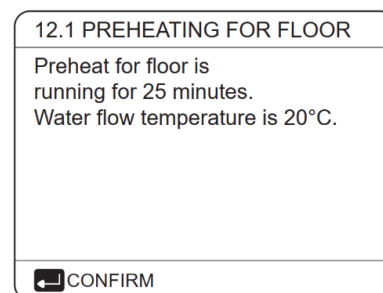 12.1 PREHEATING FOR FLOOR
Preheat for floor is
running for 25 minutes.
Water flow temperature is 20°C.
CONFIRM